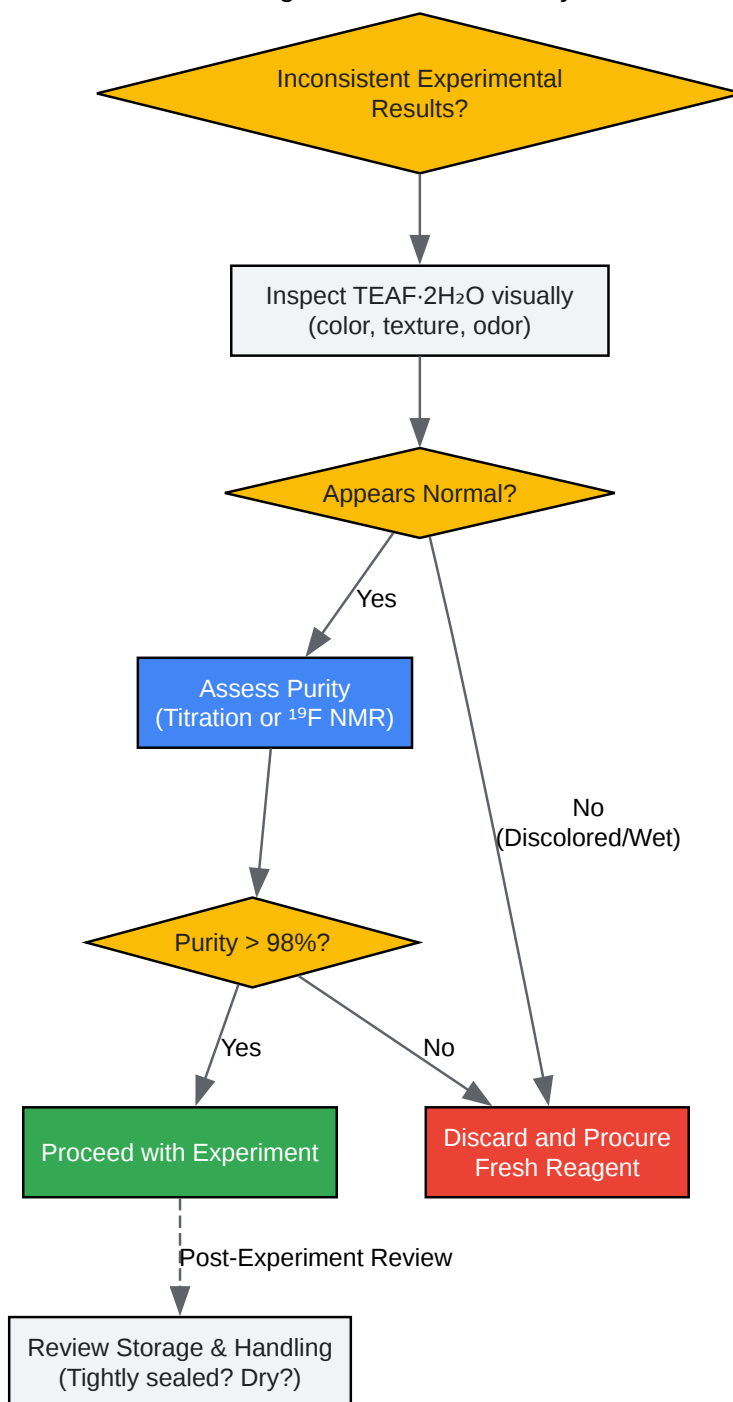 Inconsistent Experimental
Results?
Inspect TEAF·2H₂O visually
(color, texture, odor)
Appears Normal?
Yes
Assess Purity
(Titration or ¹⁹F NMR)
No
(Discolored/Wet)
Purity > 98%?
Yes
No
Proceed with Experiment
Discard and Procure
Fresh Reagent
Post-Experiment Review
Review Storage & Handling
(Tightly sealed? Dry?)